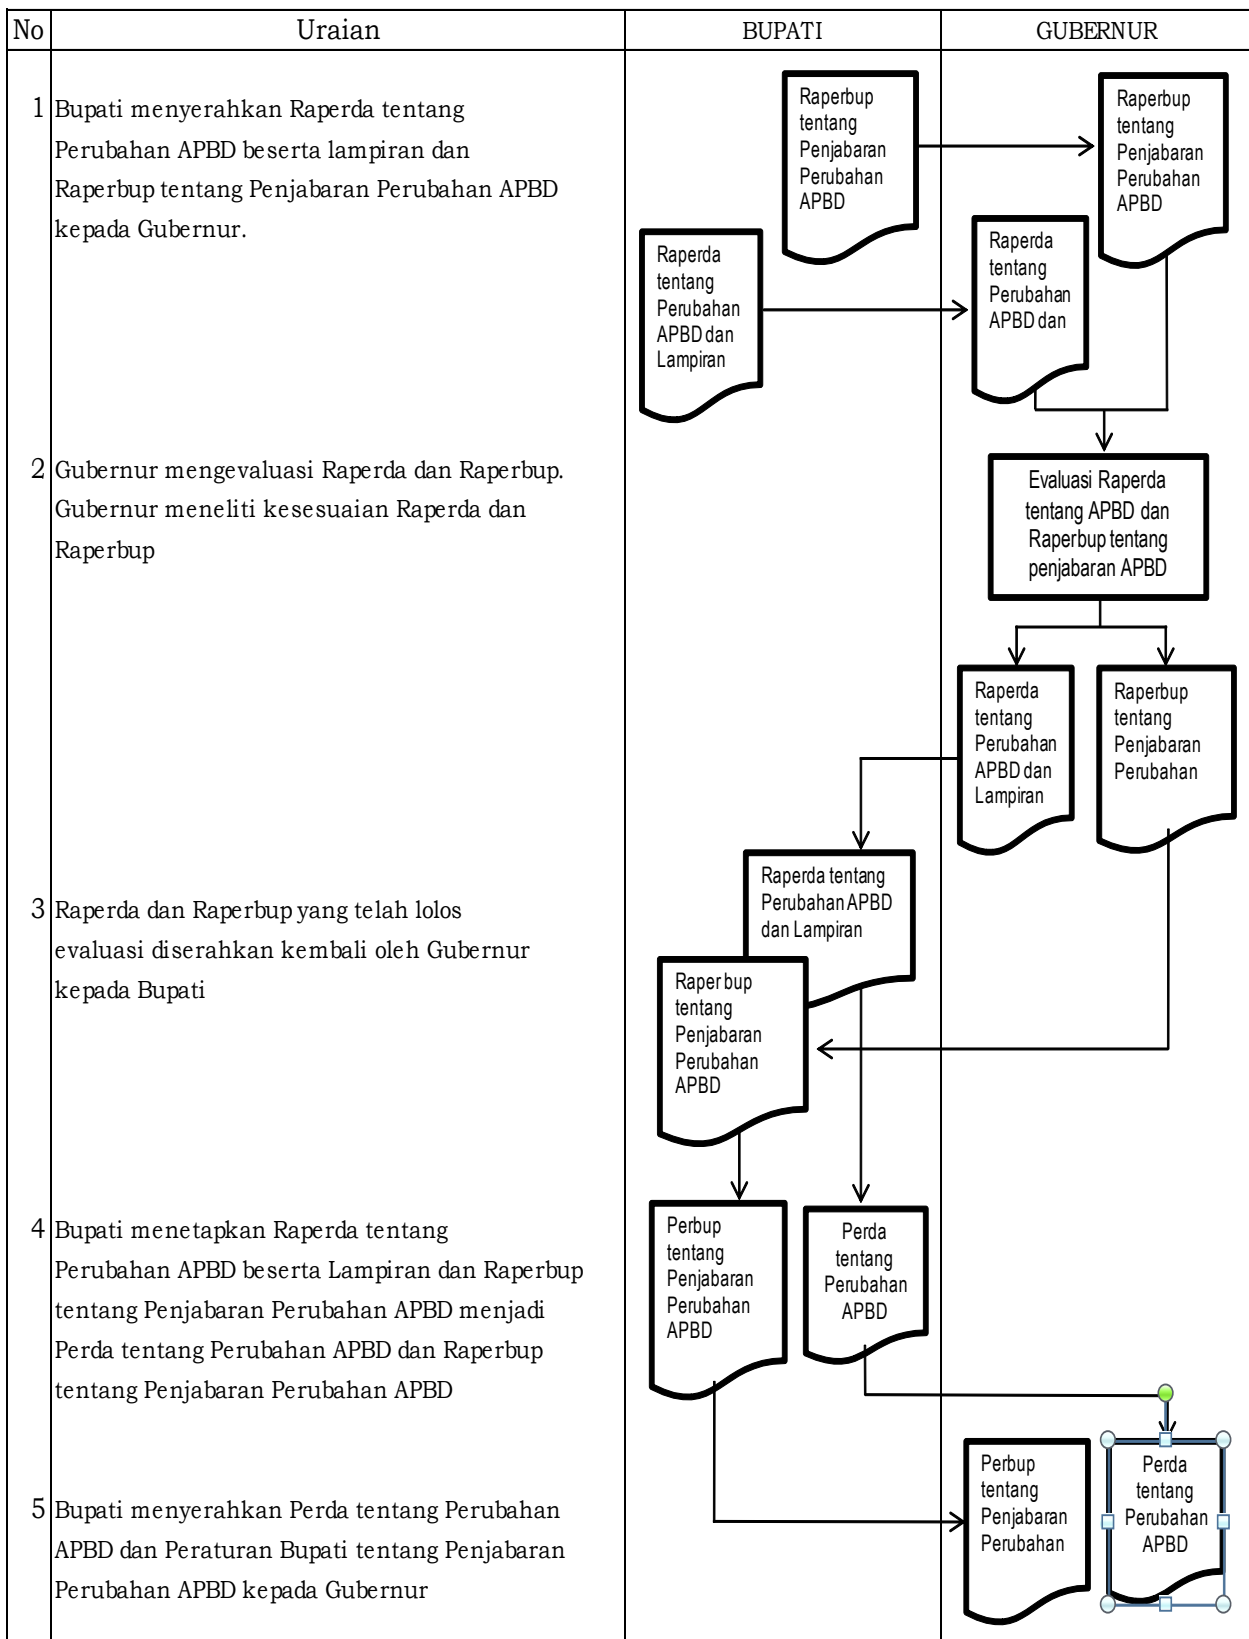 No
Uraian
BUPATI
GUBERNUR
1 Bupati menyerahkan Raperda tentang
Perubahan APBD beserta lampiran dan
Raperbup tentang Penjabaran Perubahan APBD
kepada Gubernur.
Raperbup
tentang
Penjabaran
Perubahan
APBD
Raperbup
tentang
Penjabaran
Perubahan
APBD
Raperda
tentang
Perubahan
APBD dan
Lampiran
Raperda
tentang
Perubahan
APBD dan
2 Gubernur mengevaluasi Raperda dan Raperbup.
Gubernur meneliti kesesuaian Raperda dan
Raperbup
Evaluasi Raperda
tentang APBD dan
Raperbup tentang
penjabaran APBD
Raperda
tentang
Perubahan
APBD dan
Lampiran
Raperbup
tentang
Penjabaran
Perubahan
3 Raperda dan Raperbup yang telah lolos
evaluasi diserahkan kembali oleh Gubernur
kepada Bupati
Raperda tentang
Perubahan APBD
dan Lampiran
Raperbup
tentang
Penjabaran
Perubahan
APBD
4 Bupati menetapkan Raperda tentang
Perubahan APBD beserta Lampiran dan Raperbup
tentang Penjabaran Perubahan APBD menjadi
Perda tentang Perubahan APBD dan Raperbup
tentang Penjabaran Perubahan APBD
Perbup
tentang
Penjabaran
Perubahan
APBD
Perda
tentang
Perubahan
APBD
5 Bupati menyerahkan Perda tentang Perubahan
APBD dan Peraturan Bupati tentang Penjabaran
Perubahan APBD kepada Gubernur
Perbup
tentang
Penjabaran
Perubahan
Perda
tentang
Perubahan
APBD